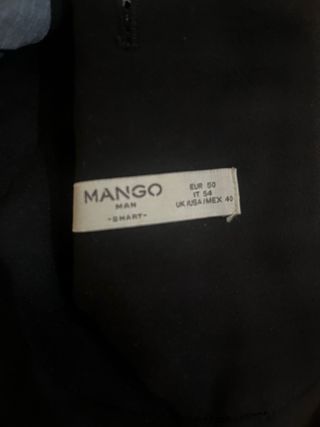 MANGO
MAN
-SMART-
EUR 50
IT 54
UK/USA/MEX 40